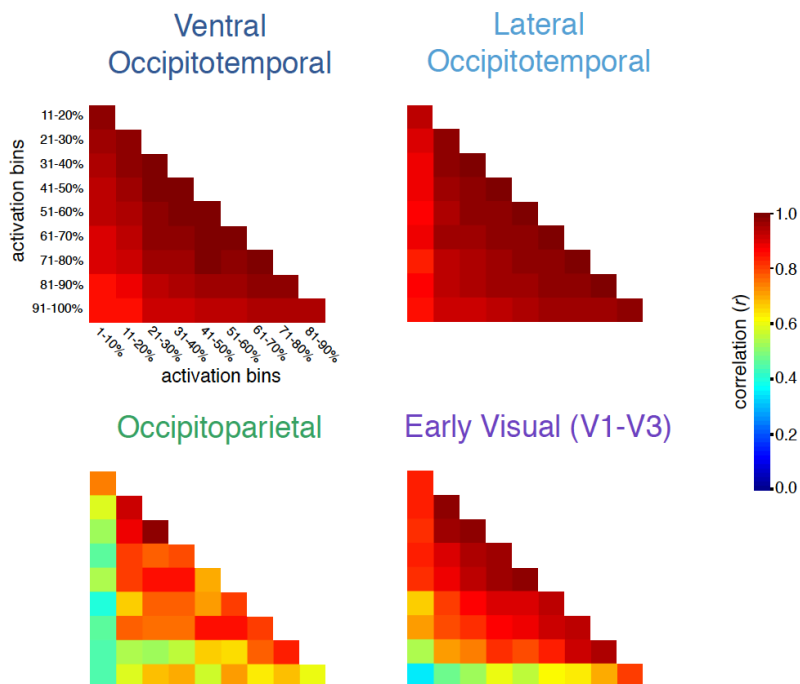 Ventral
Occipitotemporal
Lateral
Occipitotemporal
activation bins
11-20%
21-30%
31-40%
41-50%
51-60%
61-70%
71-80%
81-90%
91-100%
1-10%
11-20%
21-30%
31-40%
41-50%
51-60%
61-70%
71-80%
81-90%
activation bins
1.0
0.8
0.6
0.4
0.2
0.0
correlation (r)
Occipitoparietal
Early Visual (V1-V3)